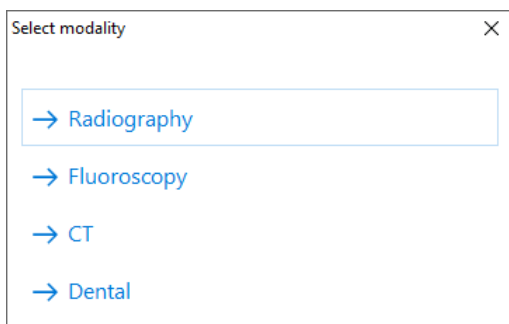 Select modality
Radiography
Fluoroscopy
CT
Dental